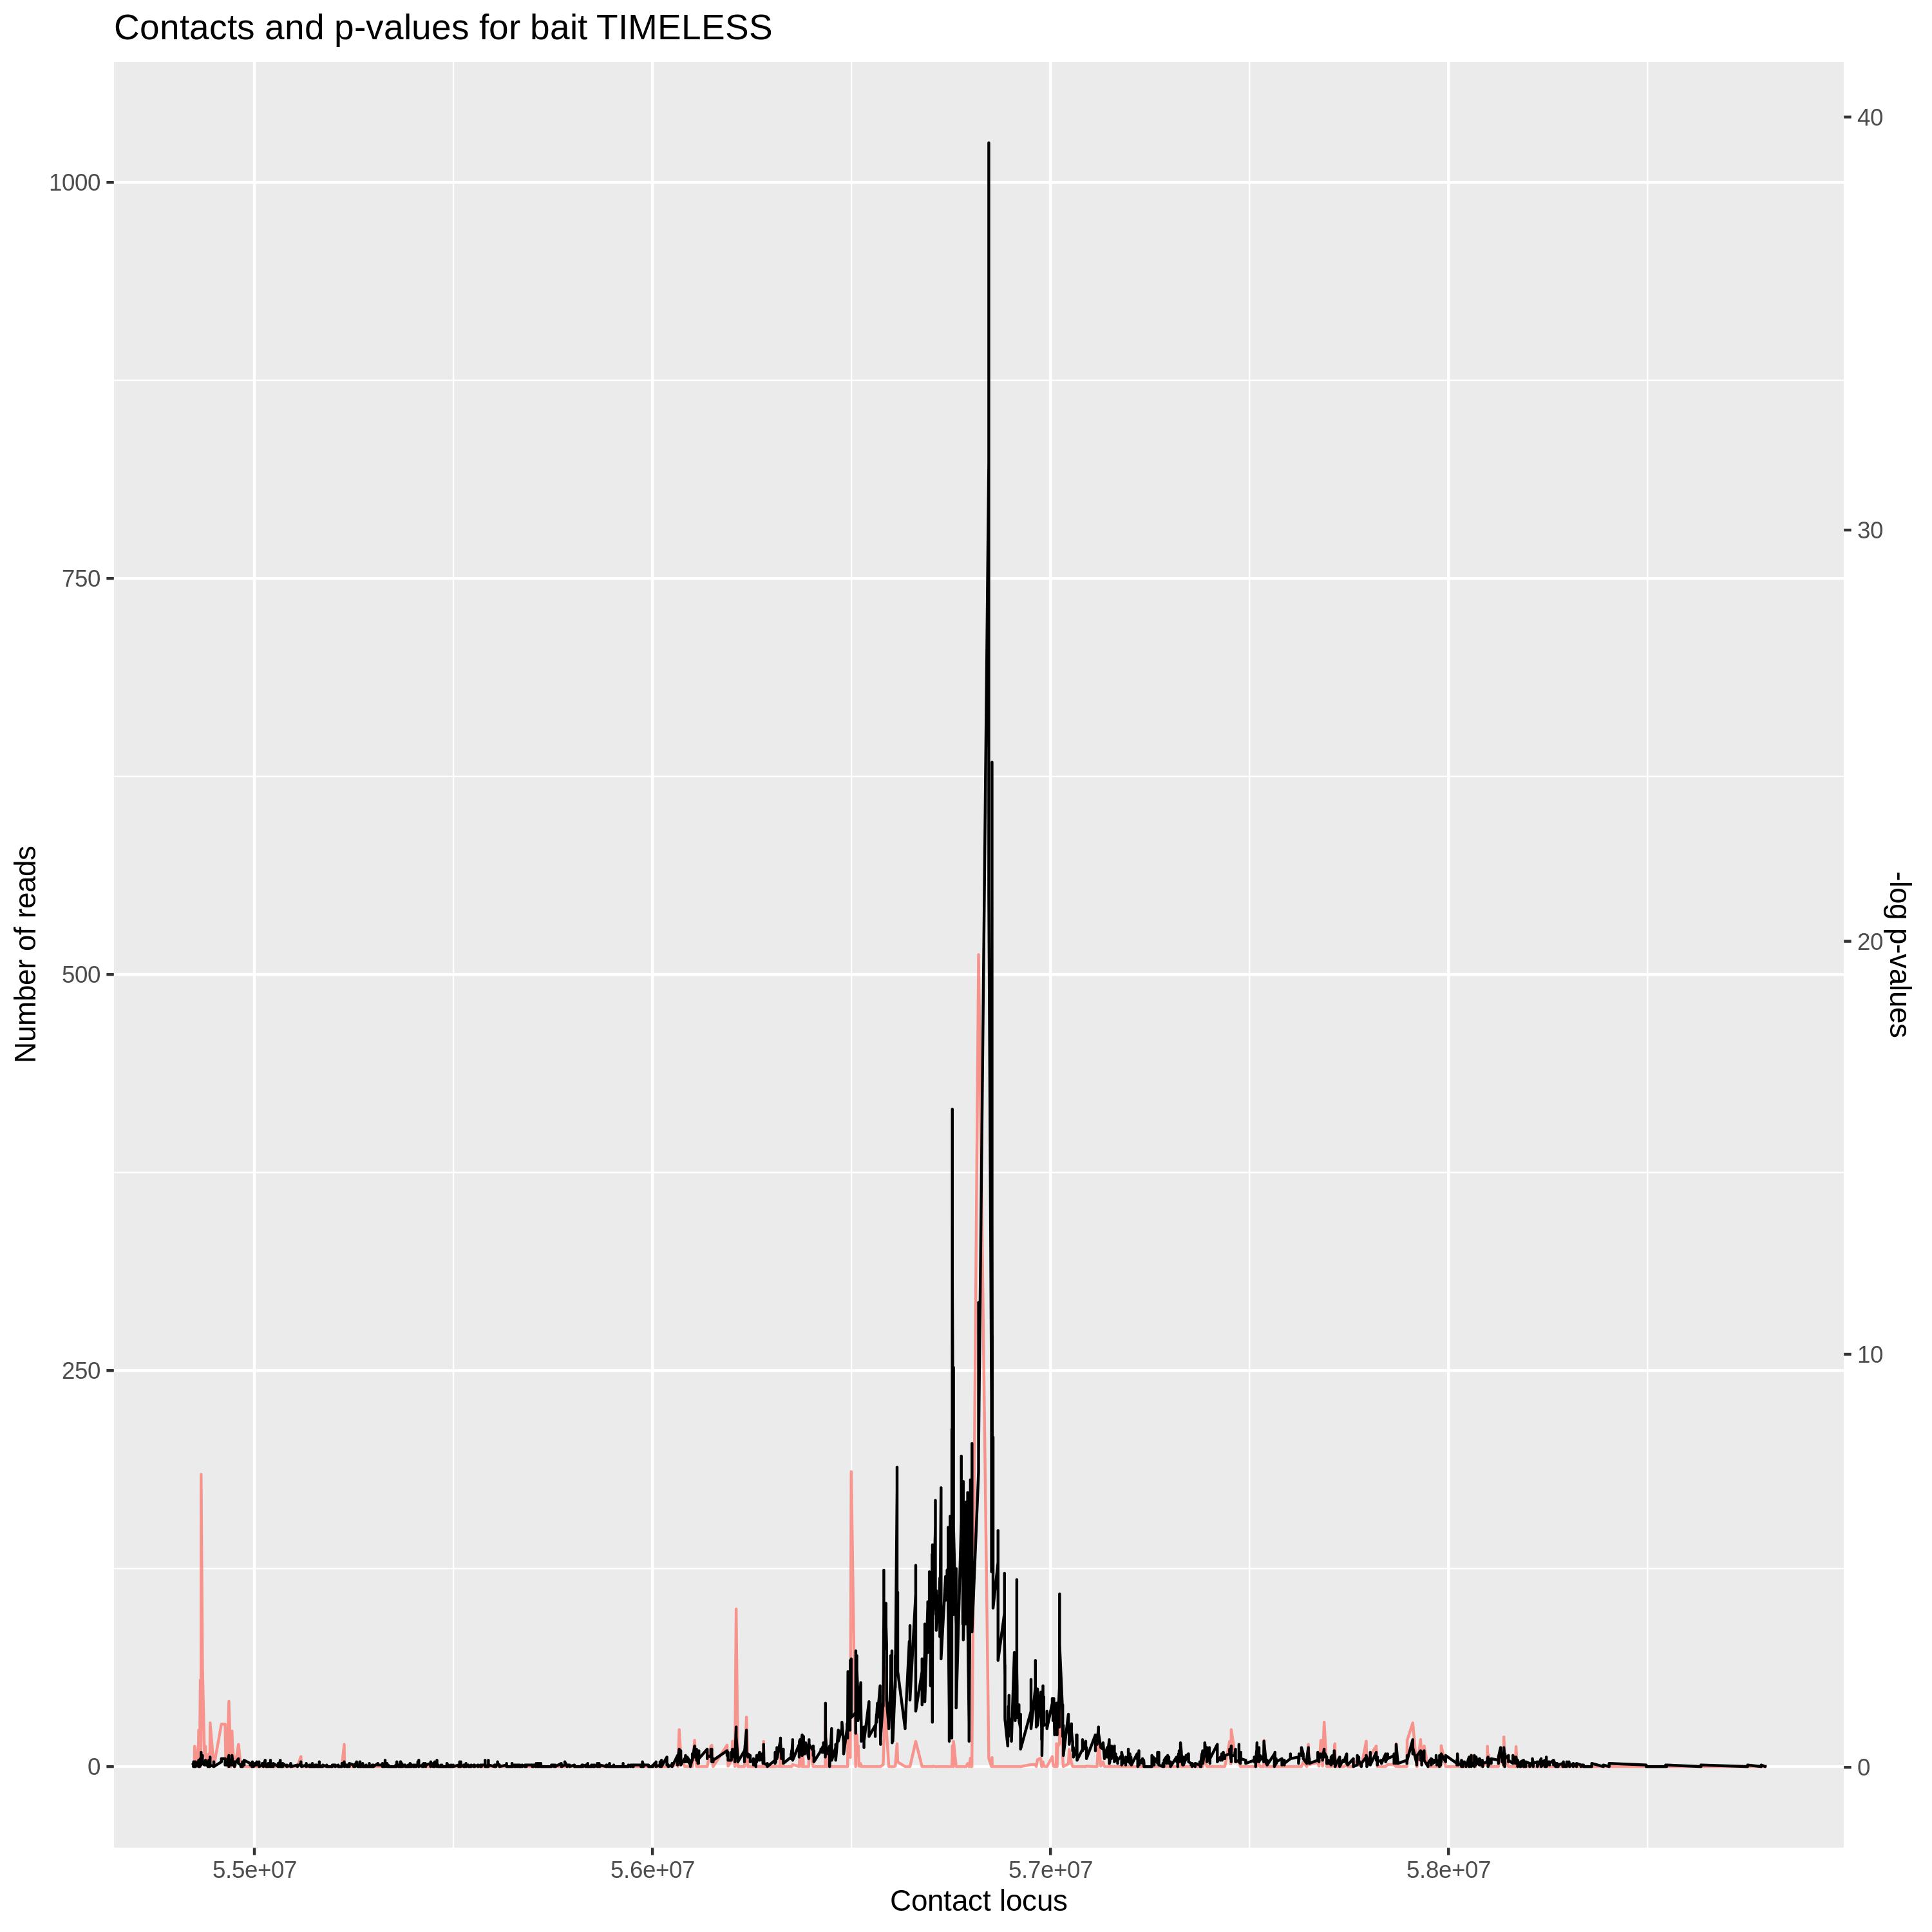 Contacts and p-values for bait TIMELESS
Number of reads
1000
750
500
250
0
40
30
20
10
0
-log p-values
5.5e+07
5.6e+07
5.7e+07
5.8e+07
Contact locus